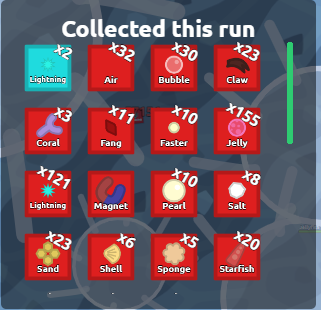 Collected this run
x2 x32 x30 x23
Lightning Air Bubble Claw
x3 x11 x10 x155
Coral Fang Faster Jelly
x121 x10 x8
Lightning Magnet Pearl Salt
x23 x6 x5 x20
Sand Shell Sponge Starfish